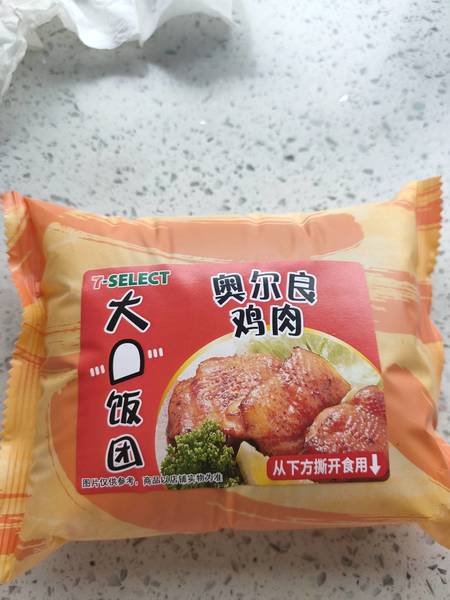 7-SELECT
大口饭团
奥尔良
鸡肉
从下方撕开食用↓
图片仅供参考，商品以店铺实物为准